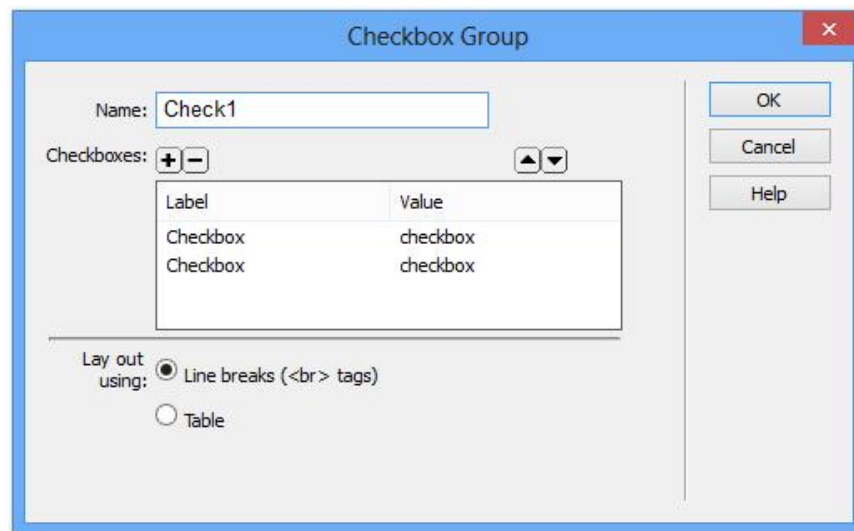 Checkbox Group
Name: Check1
OK
Checkboxes:
Cancel
Label Value
Help
Checkbox checkbox
Checkbox checkbox
Lay out
using: Line breaks (<br> tags)
Table